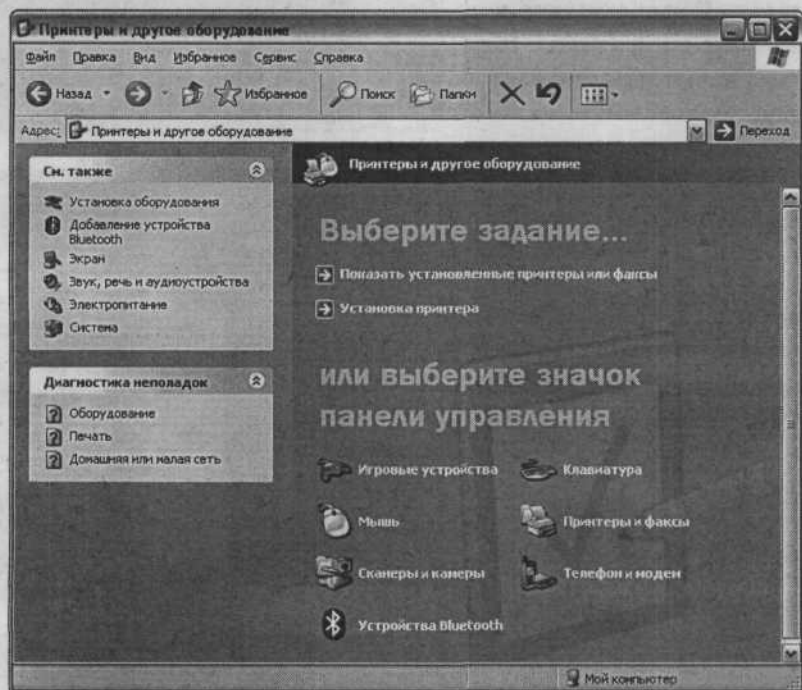 Принтеры и другое оборудование
Файл Правка Вид Избранное Сервис Справка
Назад Избранное Поиск Папки
Адрес: Принтеры и другое оборудование Переход
См. также
Установка оборудования
Добавление устройства
Bluetooth
Экран
Звук, речь и аудиоустройства
Электропитание
Система
Диагностика неполадок
Оборудование
Печать
Домашняя или малая сеть
Принтеры и другое оборудование
Выберите задание...
Показать установленные принтеры или факсы
Установка принтера
или выберите значок
панели управления
Игровые устройства
Клавиатура
Мышь
Принтеры и факсы
Сканеры и камеры
Телефон и модем
Устройства Bluetooth
Мой компьютер